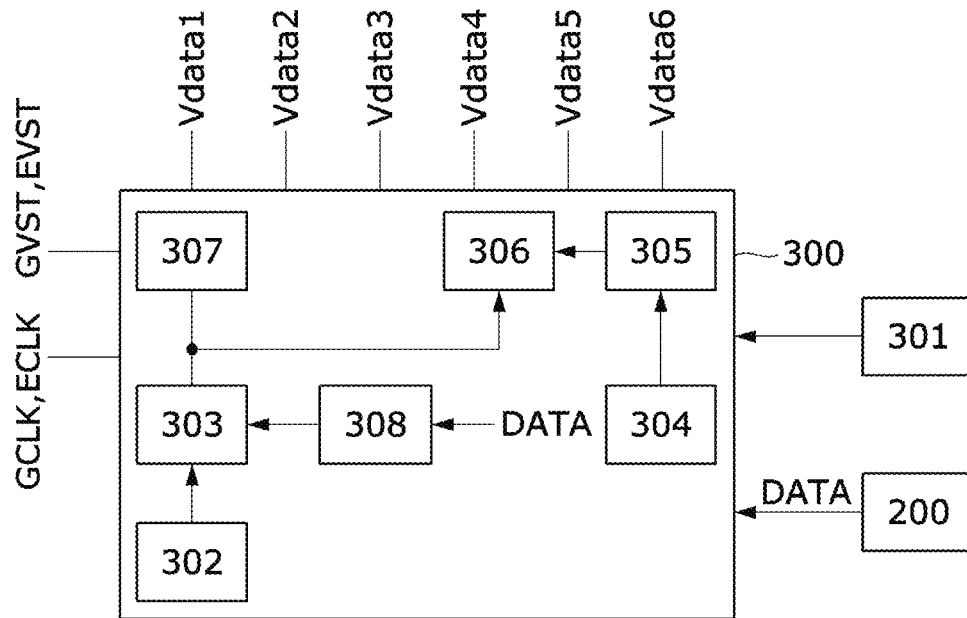 Vdata1
Vdata2
Vdata3
Vdata4
Vdata5
Vdata6
GVST,EVST
GCLK,ECLK
307
306
305
300
301
303
308
DATA
304
DATA
200
302